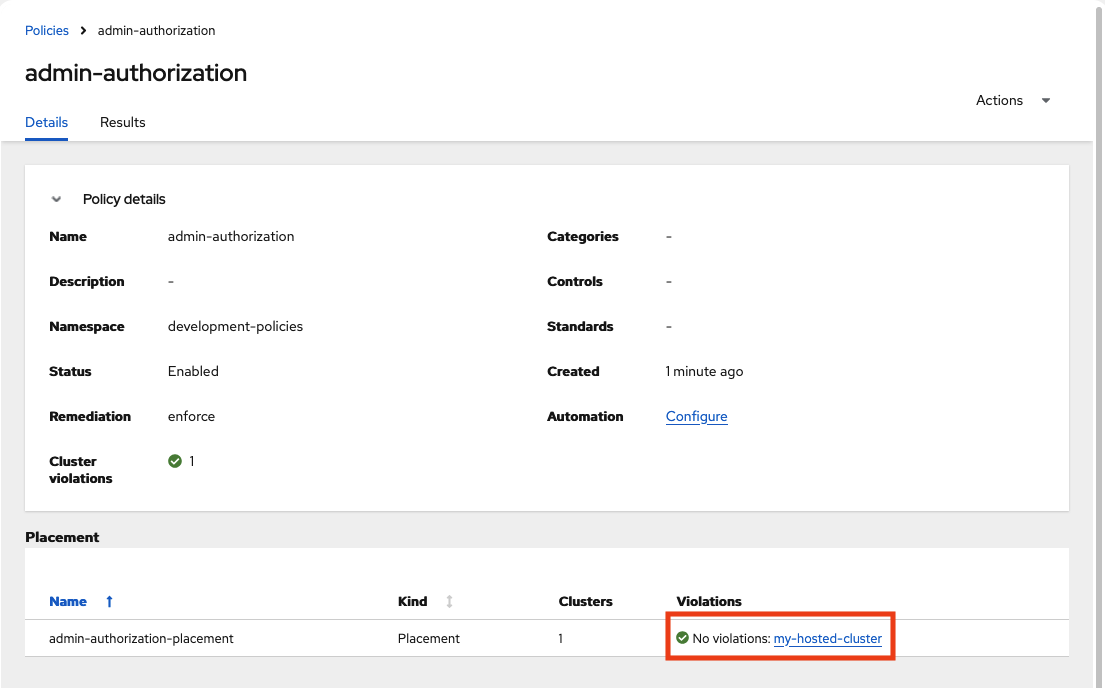 Policies > admin-authorization
admin-authorization
Actions
Details Results
Policy details
Name admin-authorization Categories -
Description - Controls -
Namespace development-policies Standards -
Status Enabled Created 1 minute ago
Remediation enforce Automation Configure
Cluster violations 1
Placement
Name Kind Clusters Violations
admin-authorization-placement Placement 1 No violations: my-hosted-cluster